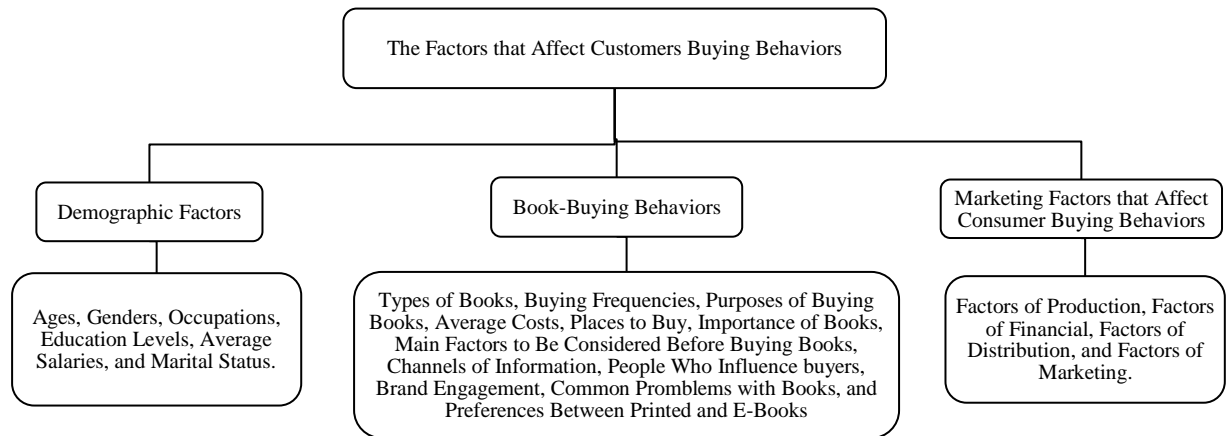 The Factors that Affect Customers Buying Behaviors
Demographic Factors
Book-Buying Behaviors
Marketing Factors that Affect
Consumer Buying Behaviors
Ages, Genders, Occupations,
Education Levels, Average
Salaries, and Marital Status.
Types of Books, Buying Frequencies, Purposes of Buying
Books, Average Costs, Places to Buy, Importance of Books,
Main Factors to Be Considered Before Buying Books,
Channels of Information, People Who Influence buyers,
Brand Engagement, Common Promblems with Books, and
Preferences Between Printed and E-Books
Factors of Production, Factors
of Financial, Factors of
Distribution, and Factors of
Marketing.